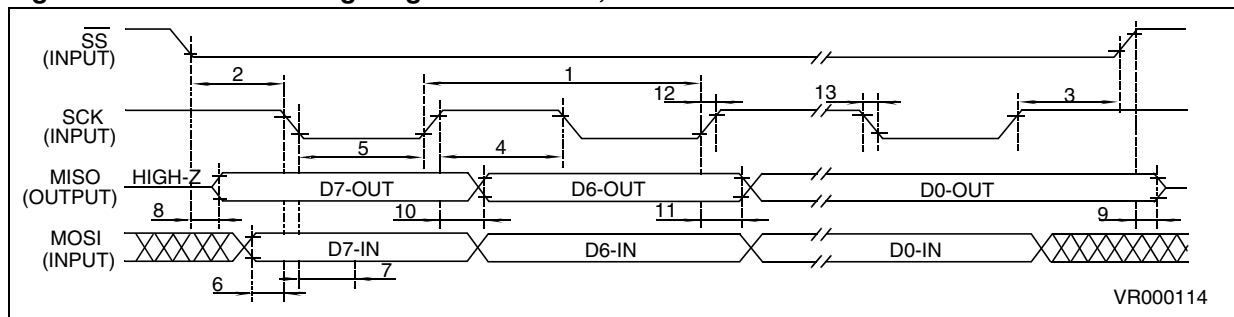 SS
(INPUT)
2
1
12
13
3
SCK
(INPUT)
5
4
MISO
(OUTPUT)
HIGH-Z
D7-OUT
D6-OUT
D0-OUT
8
10
11
9
MOSI
(INPUT)
D7-IN
D6-IN
D0-IN
7
6
VR000114